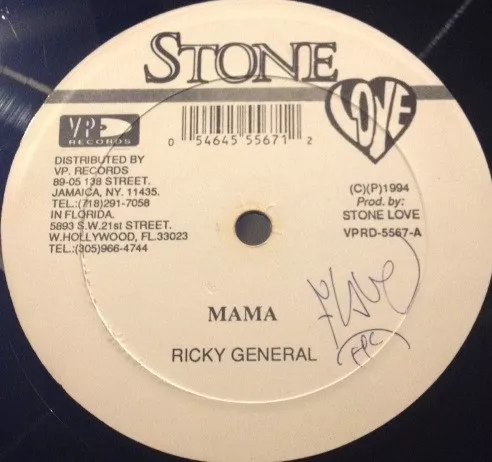 STONE
LOVE
VP
RECORDS
0 54645 55671 2
DISTRIBUTED BY
VP. RECORDS
89-05 138 STREET.
JAMAICA, NY. 11435.
TEL.:(718)291-7058
IN FLORIDA.
5893 S.W.21st STREET.
W.HOLLYWOOD, FL.33023
TEL.:(305)966-4744
(C)(P)1994
Prod. by:
STONE LOVE
VPRD-5567-A
MAMA
RICKY GENERAL